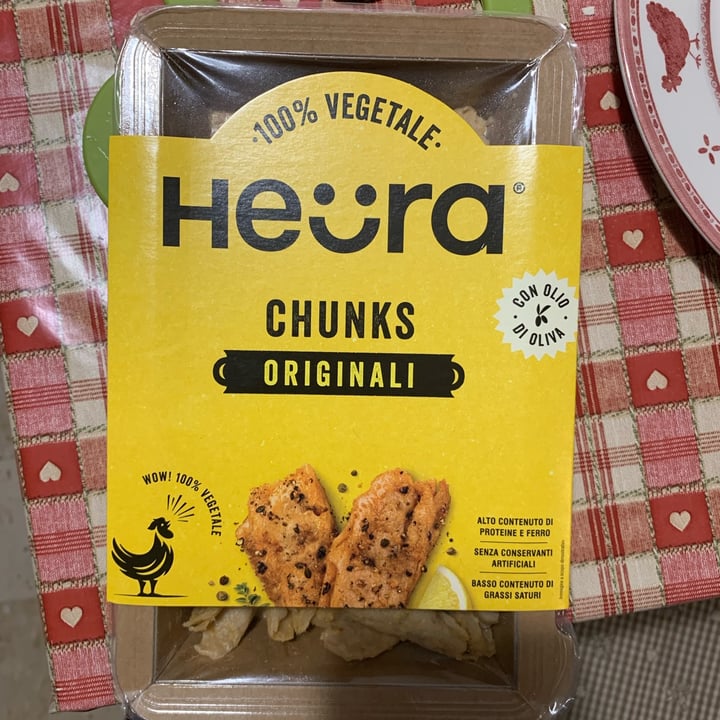 ·100% VEGETALE·
Heüra®
CHUNKS
ORIGINALI
CON OLIO
DI OLIVA
WOW! 100% VEGETALE
ALTO CONTENUTO DI
PROTEINE E FERRO
SENZA CONSERVANTI
ARTIFICIALI
BASSO CONTENUTO DI
GRASSI SATURI